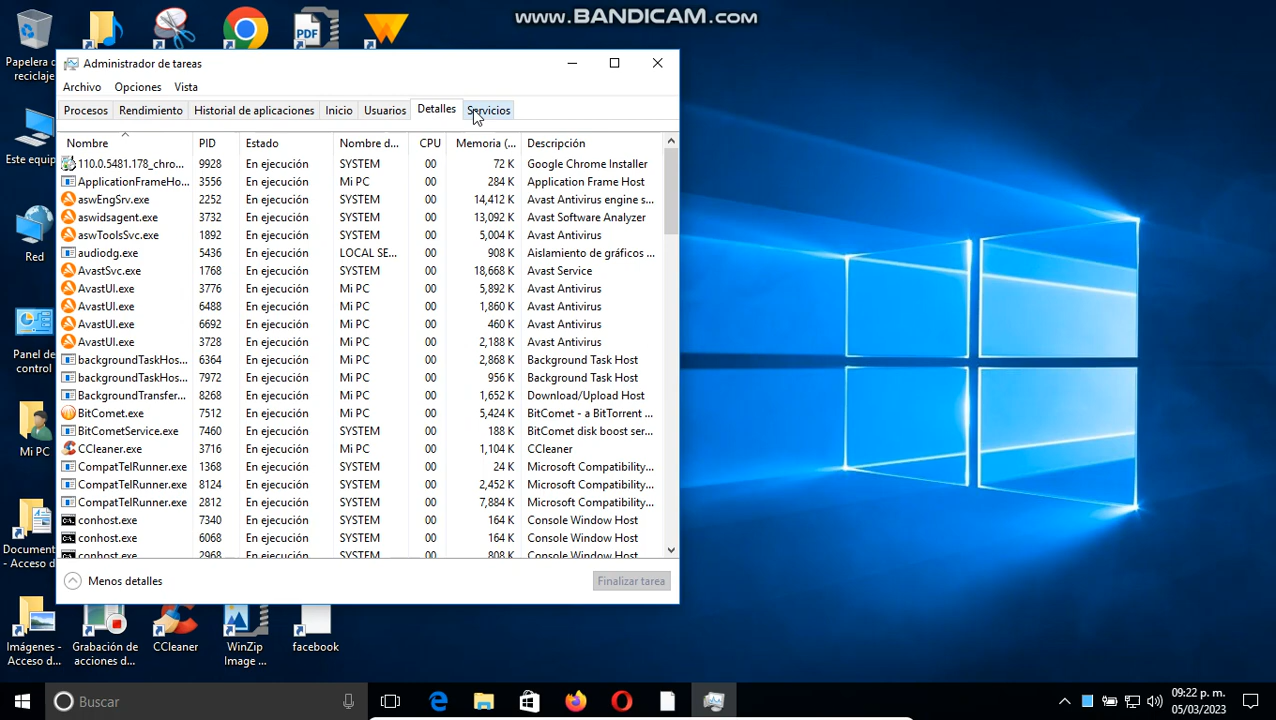 www.BANDICAM.com
PDF
Papelera de
reciclaje
Este equip
Red
Panel de
control
Mi PC
Document
- Acceso d
Imágenes -
Acceso d...
Grabación de
acciones d...
CCleaner
WinZip
Image ...
facebook
Administrador de tareas
Archivo Opciones Vista
Procesos Rendimiento Historial de aplicaciones Inicio Usuarios Detalles Servicios
Nombre PID Estado Nombre d... CPU Memoria (... Descripción
110.0.5481.178_chro... 9928 En ejecución SYSTEM 00 72 K Google Chrome Installer
ApplicationFrameHo... 3556 En ejecución Mi PC 00 284 K Application Frame Host
aswEngSrv.exe 2252 En ejecución SYSTEM 00 14,412 K Avast Antivirus engine s...
aswidsagent.exe 3732 En ejecución SYSTEM 00 13,092 K Avast Software Analyzer
aswToolsSvc.exe 1892 En ejecución SYSTEM 00 5,004 K Avast Antivirus
audiodg.exe 5436 En ejecución LOCAL SE... 00 908 K Aislamiento de gráficos ...
AvastSvc.exe 1768 En ejecución SYSTEM 00 18,668 K Avast Service
AvastUI.exe 3776 En ejecución Mi PC 00 5,892 K Avast Antivirus
AvastUI.exe 6488 En ejecución Mi PC 00 1,860 K Avast Antivirus
AvastUI.exe 6692 En ejecución Mi PC 00 460 K Avast Antivirus
AvastUI.exe 3728 En ejecución Mi PC 00 2,188 K Avast Antivirus
backgroundTaskHos... 6364 En ejecución Mi PC 00 2,868 K Background Task Host
backgroundTaskHos... 7972 En ejecución Mi PC 00 956 K Background Task Host
BackgroundTransfer... 8268 En ejecución Mi PC 00 1,652 K Download/Upload Host
BitComet.exe 7512 En ejecución Mi PC 00 5,424 K BitComet - a BitTorrent ...
BitCometService.exe 7460 En ejecución SYSTEM 00 188 K BitComet disk boost ser...
CCleaner.exe 3716 En ejecución Mi PC 00 1,104 K CCleaner
CompatTelRunner.exe 1368 En ejecución SYSTEM 00 24 K Microsoft Compatibility...
CompatTelRunner.exe 8124 En ejecución SYSTEM 00 2,452 K Microsoft Compatibility...
CompatTelRunner.exe 2812 En ejecución SYSTEM 00 7,884 K Microsoft Compatibility...
conhost.exe 7340 En ejecución SYSTEM 00 164 K Console Window Host
conhost.exe 6068 En ejecución SYSTEM 00 164 K Console Window Host
conhost.exe 2968 En ejecución SYSTEM 00 808 K Console Window Host
Menos detalles Finalizar tarea
Buscar
09:22 p. m.
05/03/2023